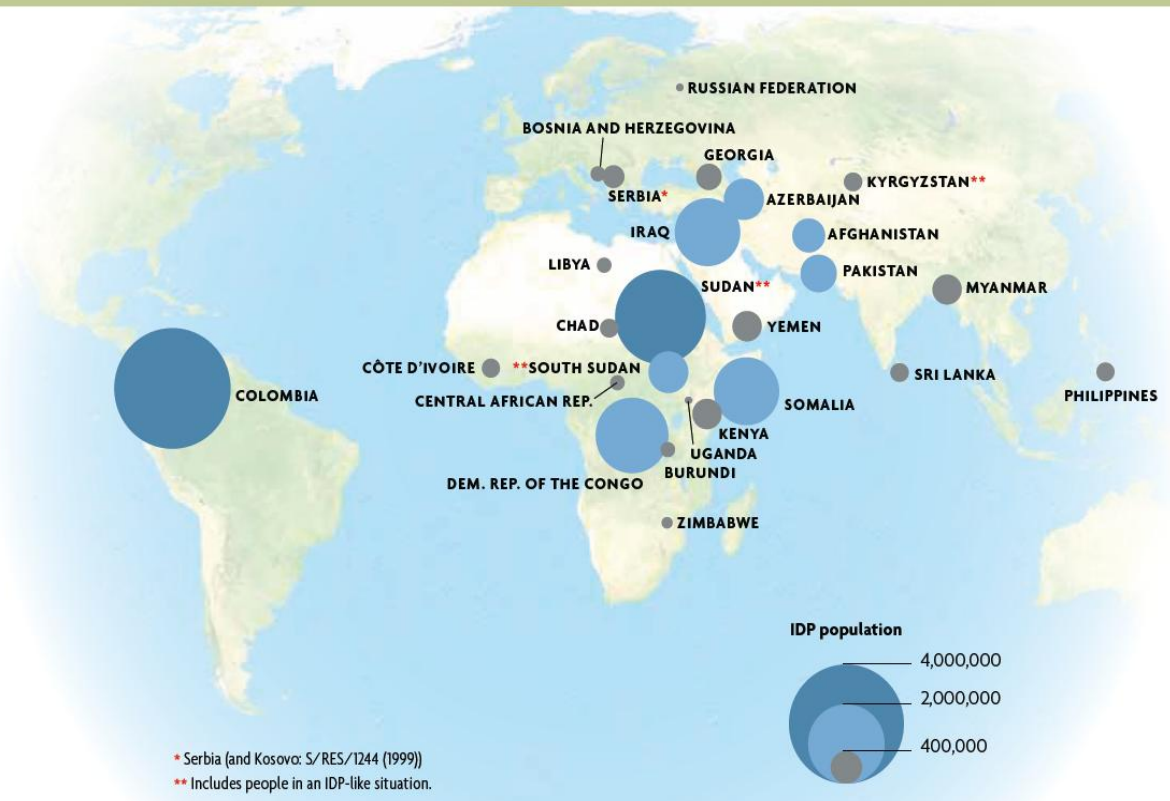 RUSSIAN FEDERATION
BOSNIA AND HERZEGOVINA
GEORGIA
KYRGYZSTAN**
SERBIA*
AZERBAIJAN
IRAQ
AFGHANISTAN
LIBYA
PAKISTAN
SUDAN**
MYANMAR
CHAD
YEMEN
CÔTE D'IVOIRE
**SOUTH SUDAN
SRI LANKA
PHILIPPINES
COLOMBIA
CENTRAL AFRICAN REP.
SOMALIA
KENYA
UGANDA
BURUNDI
DEM. REP. OF THE CONGO
ZIMBABWE
IDP population
4,000,000
2,000,000
400,000
* Serbia (and Kosovo: S/RES/1244 (1999))
** Includes people in an IDP-like situation.